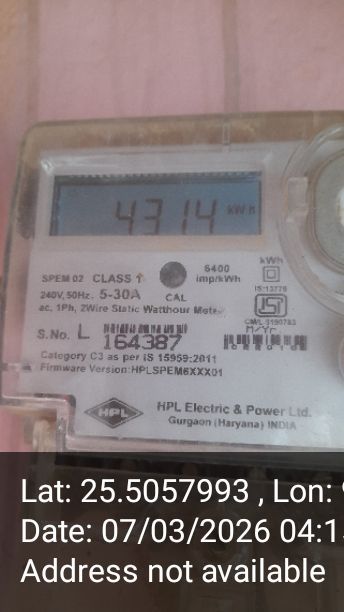 4314 kWh
SPEM 02 CLASS 1
6400 imp/kWh
kWh
240V, 50Hz. 5-30A
CAL
IS:13779
ac, 1Ph, 2Wire Static Watthour Meter
ISI
M/Yr.
S.No. L 164387
Category C3 as per IS 15959:2011
Firmware Version:HPLSPEM6XXX01
HPL
HPL Electric & Power Ltd.
Gurgaon (Haryana) INDIA
Lat: 25.5057993 , Lon:
Date: 07/03/2026 04:1
Address not available